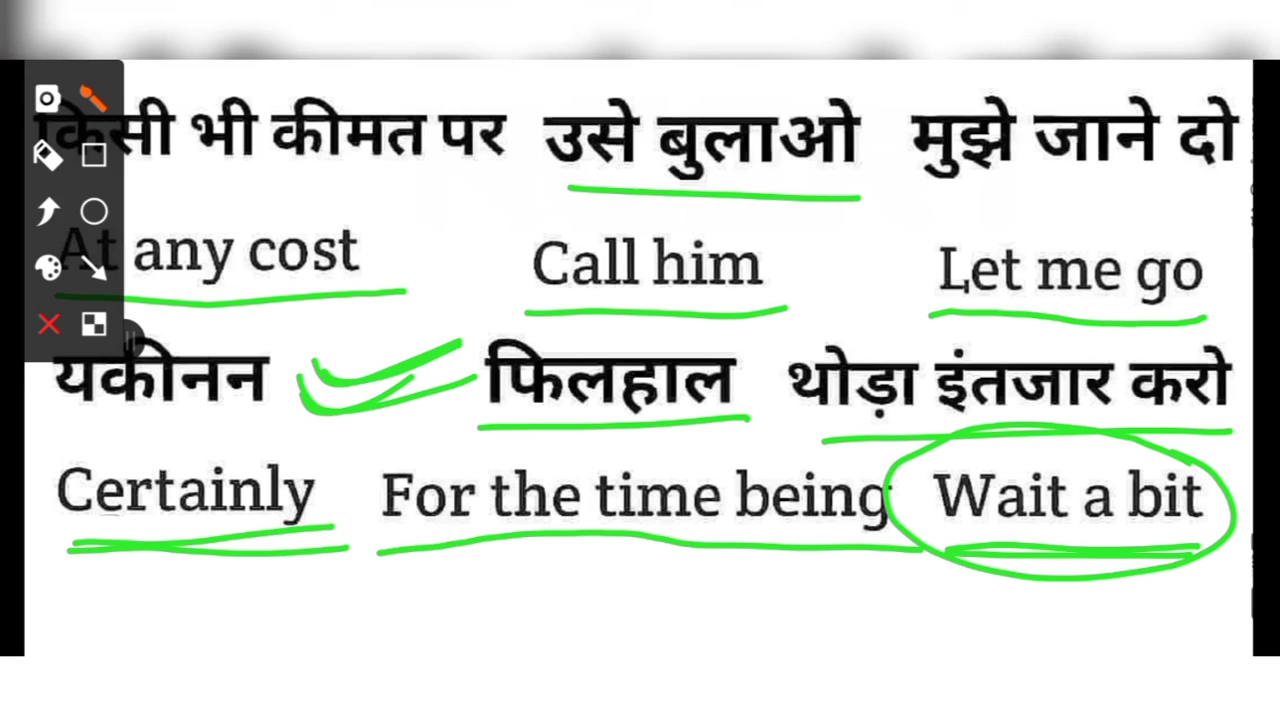 किसी भी कीमत पर उसे बुलाओ मुझे जाने दो
At any cost Call him Let me go
यकीनन फिलहाल थोड़ा इंतजार करो
Certainly For the time being Wait a bit